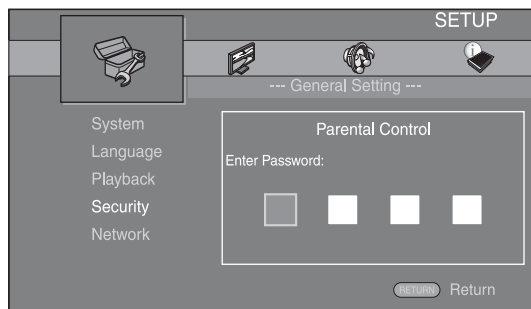 SETUP
--- General Setting ---
System
Language
Playback
Security
Network
Parental Control
Enter Password:
RETURN Return